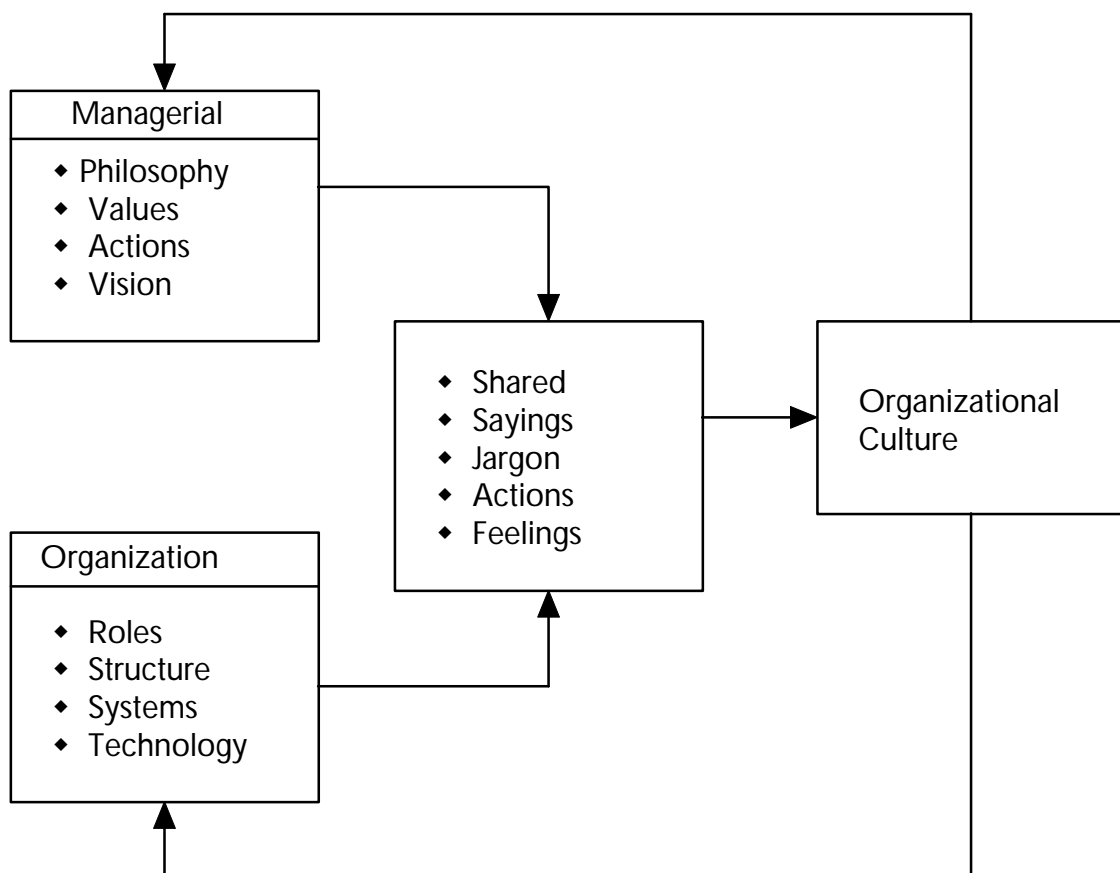 Managerial
◆ Philosophy
◆ Values
◆ Actions
◆ Vision
◆ Shared
◆ Sayings
◆ Jargon
◆ Actions
◆ Feelings
Organizational
Culture
Organization
◆ Roles
◆ Structure
◆ Systems
◆ Technology